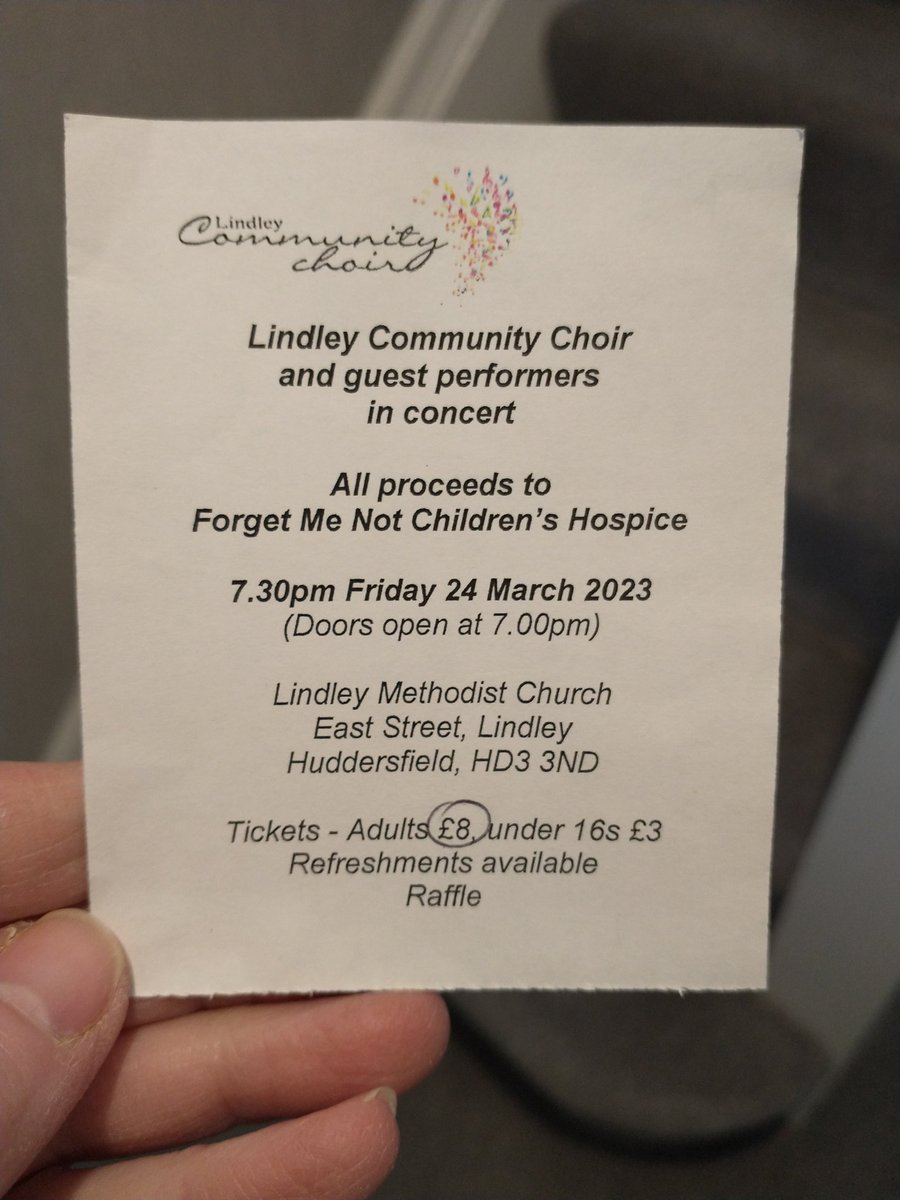 Lindley
Community
choir
Lindley Community Choir
and guest performers
in concert
All proceeds to
Forget Me Not Children's Hospice
7.30pm Friday 24 March 2023
(Doors open at 7.00pm)
Lindley Methodist Church
East Street, Lindley
Huddersfield, HD3 3ND
Tickets - Adults £8, under 16s £3
Refreshments available
Raffle